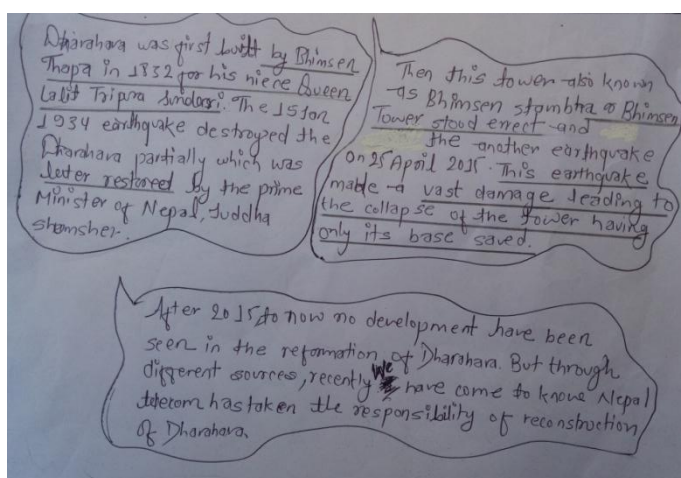 Dharahara was first built by Bhimsen
Thapa in 1832 for his niece Queen
Lalit Tripura Sundari. The 15 Jan
1934 earthquake destroyed the
Dharahara partially which was
later restored by the prime
Minister of Nepal, Juddha
shamsher.
Then this tower also known
as Bhimsen stambha o Bhimsen
Tower stood errect and
the another earthquake
on 25 April 2015. This earthquake
made a vast damage leading to
the collapse of the tower having
only its base saved.
After 2015 to now no development have been
seen in the reformation of Dharahara. But through
different sources, recently We have come to know Nepal
telecom has taken the responsibility of reconstruction
of Dharahara.